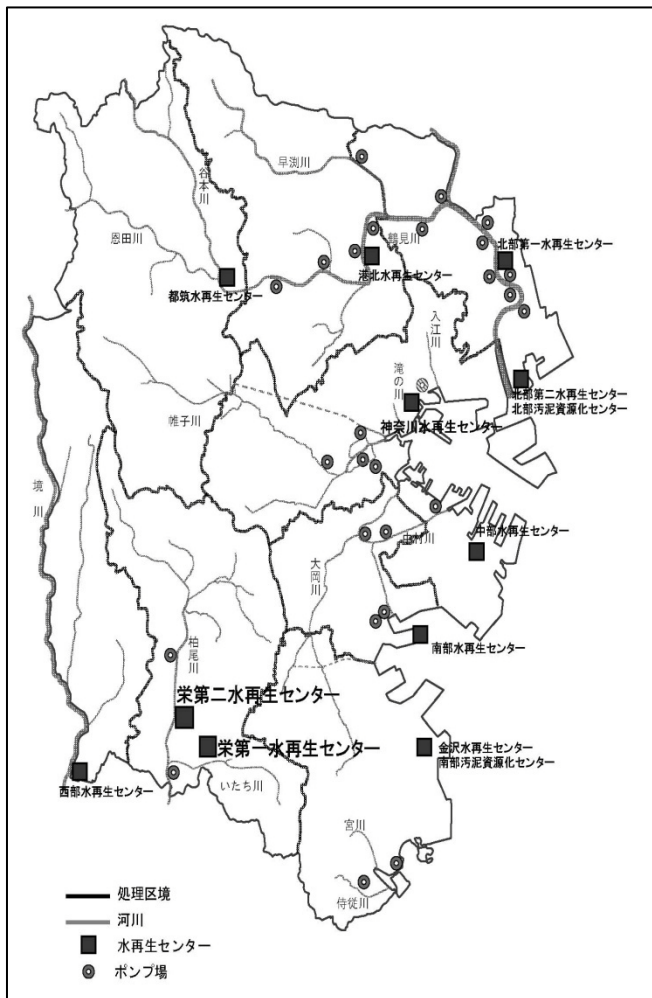 早渕川
谷本川
恩田川
鶴見川
北部第一水再生センター
港北水再生センター
都筑水再生センター
入江川
滝の川
北部第二水再生センター
北部汚泥資源化センター
帷子川
神奈川水再生センター
境川
中部水再生センター
中村川
大岡川
柏尾川
南部水再生センター
栄第二水再生センター
栄第一水再生センター
金沢水再生センター
南部汚泥資源化センター
西部水再生センター
いたち川
宮川
侍従川
処理区境
河川
水再生センター
ポンプ場